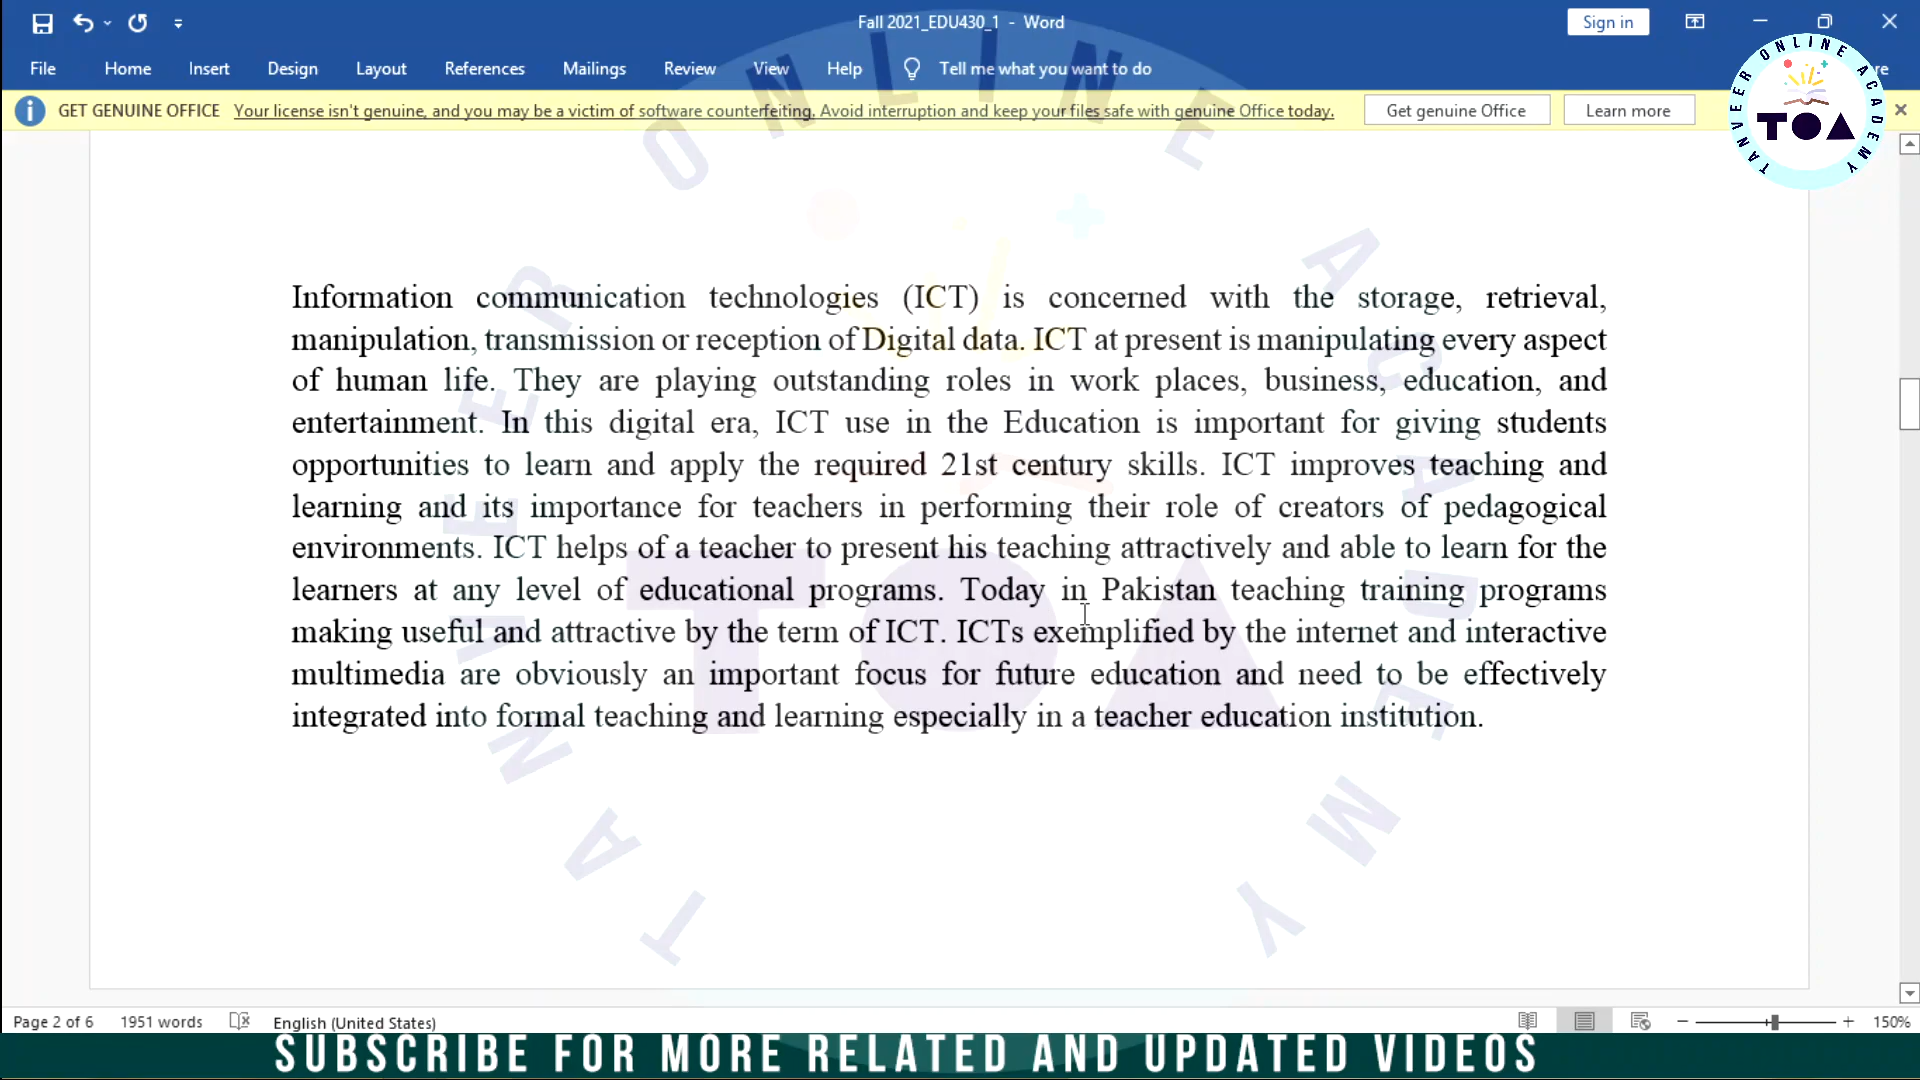 Fall 2021_EDU430_1 - Word
Sign in
File Home Insert Design Layout References Mailings Review View Help Tell me what you want to do
GET GENUINE OFFICE Your license isn't genuine, and you may be a victim of software counterfeiting. Avoid interruption and keep your files safe with genuine Office today. Get genuine Office Learn more
TANVEER ONLINE ACADEMY
TOA
Information communication technologies (ICT) is concerned with the storage, retrieval,
manipulation, transmission or reception of Digital data. ICT at present is manipulating every aspect
of human life. They are playing outstanding roles in work places, business, education, and
entertainment. In this digital era, ICT use in the Education is important for giving students
opportunities to learn and apply the required 21st century skills. ICT improves teaching and
learning and its importance for teachers in performing their role of creators of pedagogical
environments. ICT helps of a teacher to present his teaching attractively and able to learn for the
learners at any level of educational programs. Today in Pakistan teaching training programs
making useful and attractive by the term of ICT. ICTs exemplified by the internet and interactive
multimedia are obviously an important focus for future education and need to be effectively
integrated into formal teaching and learning especially in a teacher education institution.
TANVEER ONLINE ACADEMY
TOA
Page 2 of 6 1951 words English (United States) 150%
SUBSCRIBE FOR MORE RELATED AND UPDATED VIDEOS